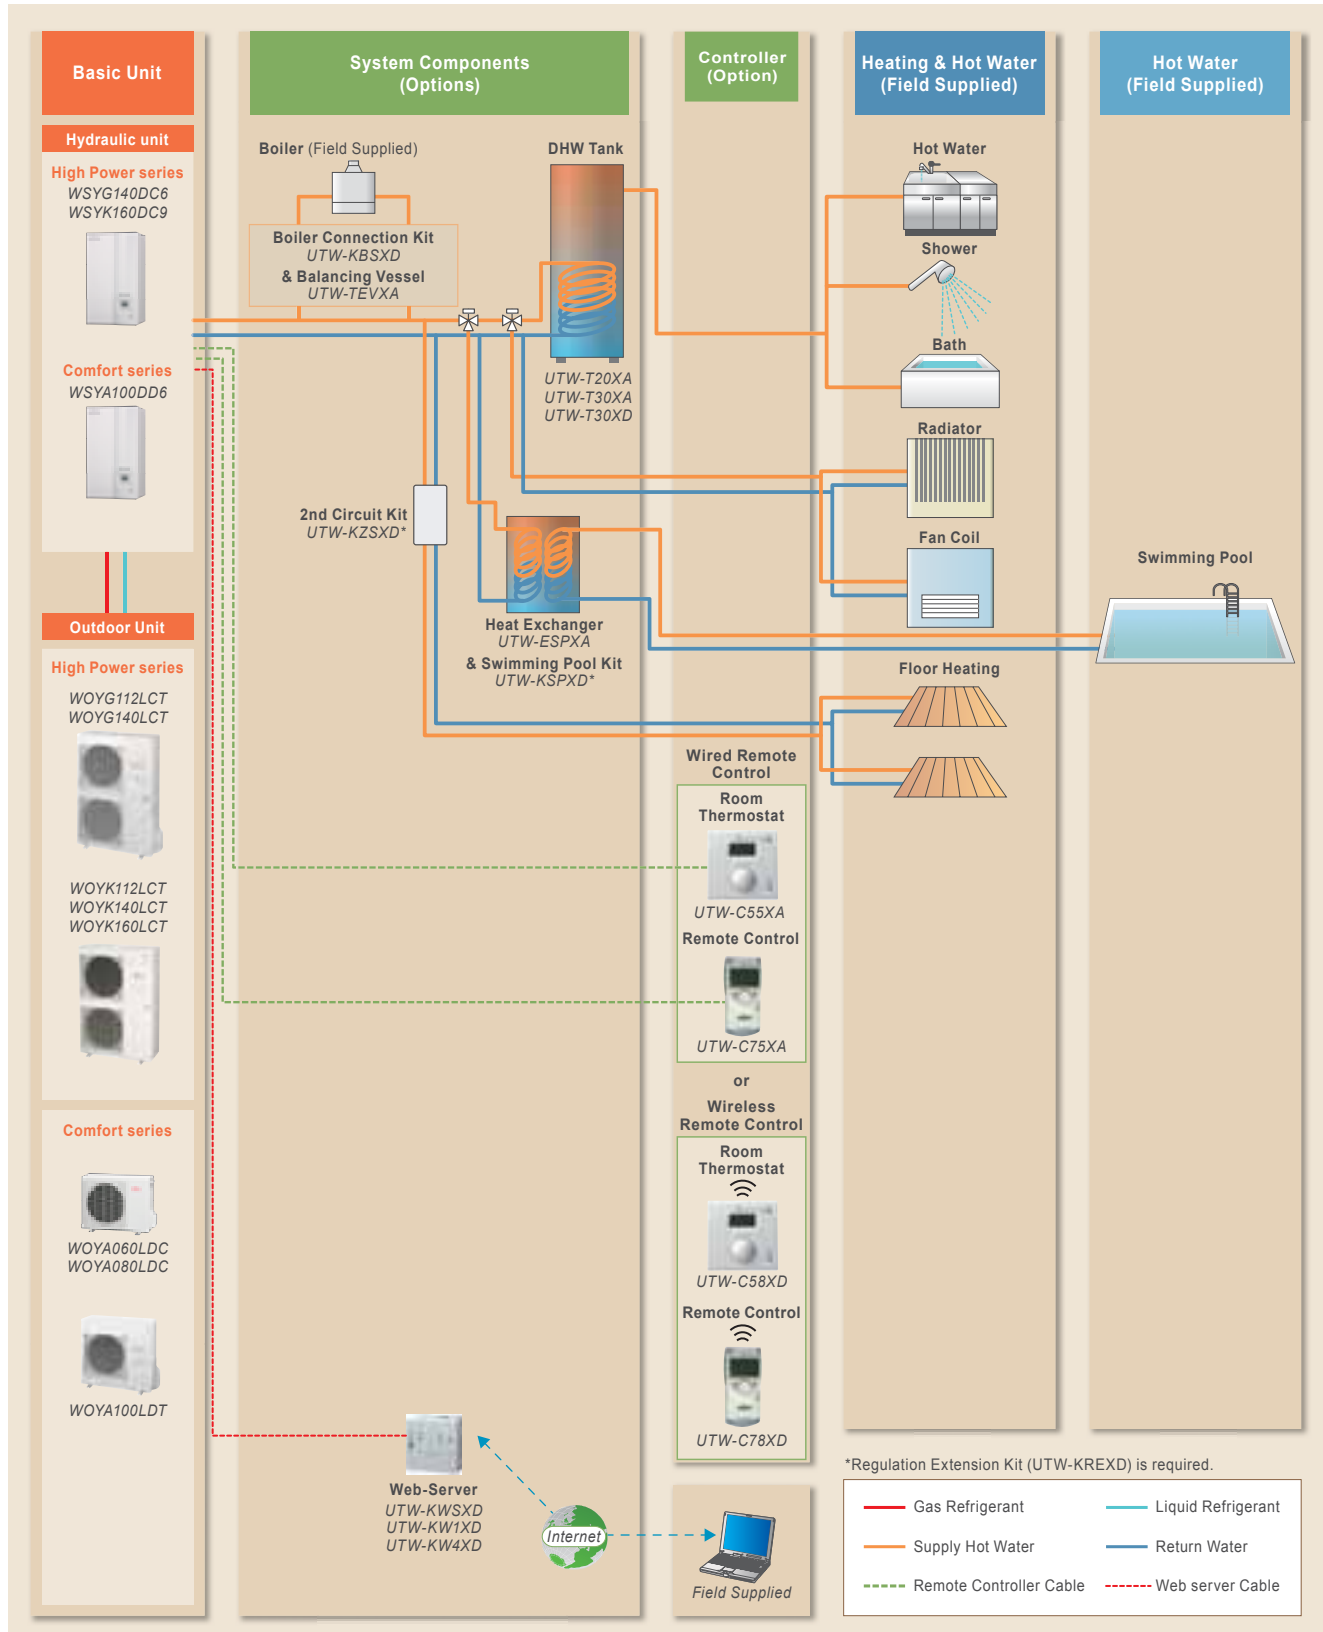 Basic Unit
System Components
(Options)
Controller
(Option)
Heating & Hot Water
(Field Supplied)
Hot Water
(Field Supplied)
Hydraulic unit
High Power series
WSYG140DC6
WSYK160DC9
Comfort series
WSYA100DD6
Outdoor Unit
High Power series
WOYG112LCT
WOYG140LCT
WOYK112LCT
WOYK140LCT
WOYK160LCT
Comfort series
WOYA060LDC
WOYA080LDC
WOYA100LDT
Boiler (Field Supplied)
Boiler Connection Kit
UTW-KBSXD
& Balancing Vessel
UTW-TEVXA
DHW Tank
UTW-T20XA
UTW-T30XA
UTW-T30XD
2nd Circuit Kit
UTW-KZSXD*
Heat Exchanger
UTW-ESPXA
& Swimming Pool Kit
UTW-KSPXD*
Web-Server
UTW-KWSXD
UTW-KW1XD
UTW-KW4XD
Internet
Wired Remote
Control
Room
Thermostat
UTW-C55XA
Remote Control
UTW-C75XA
or
Wireless
Remote Control
Room
Thermostat
UTW-C58XD
Remote Control
UTW-C78XD
Field Supplied
Hot Water
Shower
Bath
Radiator
Fan Coil
Floor Heating
Swimming Pool
*Regulation Extension Kit (UTW-KREXD) is required.
Gas Refrigerant
Liquid Refrigerant
Supply Hot Water
Return Water
Remote Controller Cable
Web server Cable